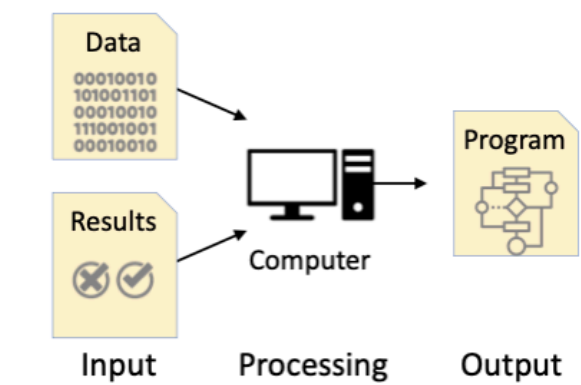 Data
00010010
101001101
00010010
111001001
00010010
Results
Computer
Program
Input
Processing
Output